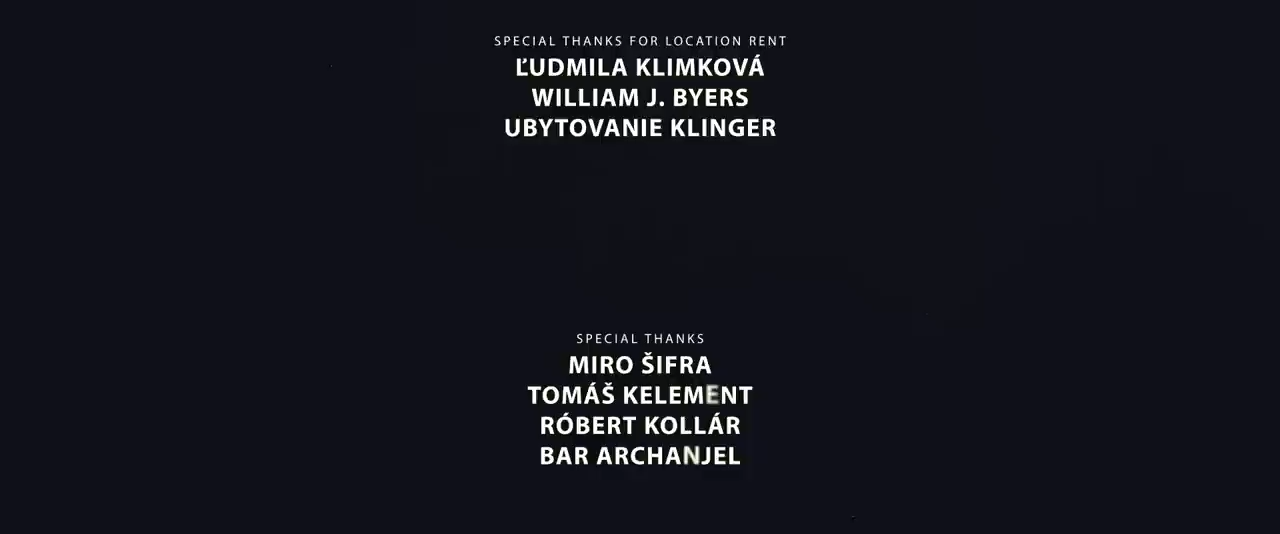 SPECIAL THANKS FOR LOCATION RENT
ĽUDMILA KLIMKOVÁ
WILLIAM J. BYERS
UBYTOVANIE KLINGER
SPECIAL THANKS
MIRO ŠIFRA
TOMÁŠ KELEMENT
RÓBERT KOLLÁR
BAR ARCHANJEL